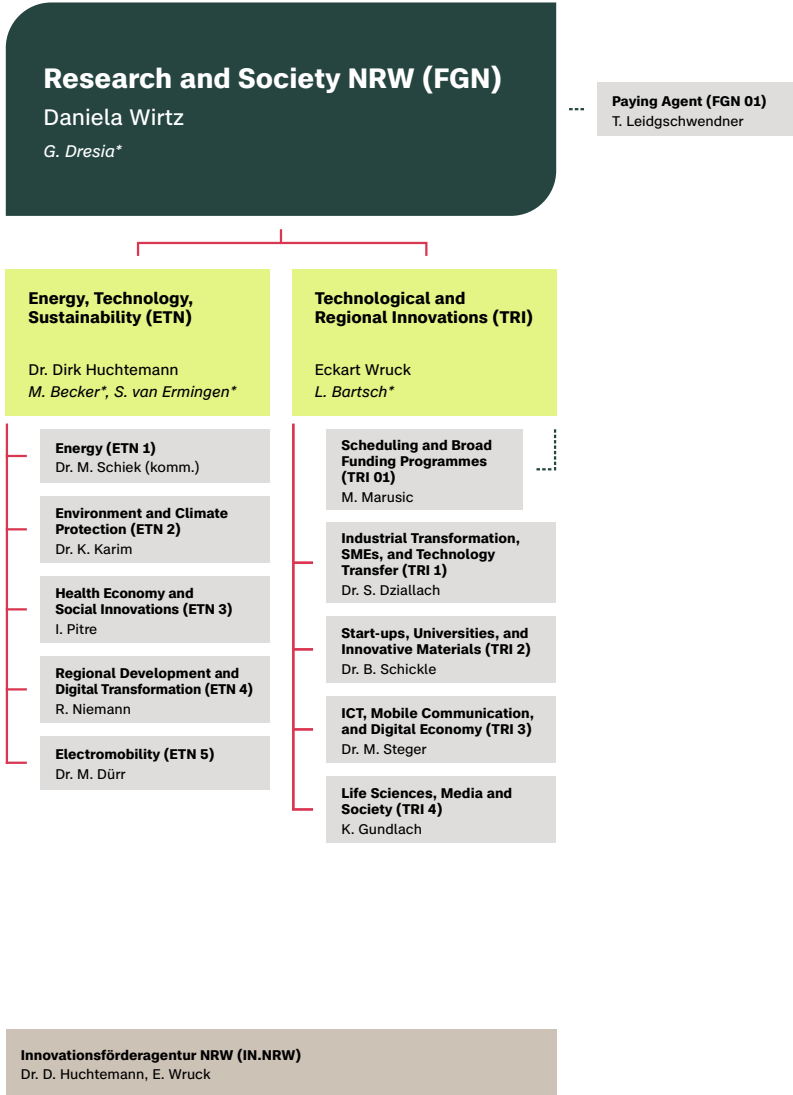 Research and Society NRW (FGN)
Daniela Wirtz
G. Dresia*
Paying Agent (FGN 01)
T. Leidgschwendner
Energy, Technology,
Sustainability (ETN)
Dr. Dirk Huchtemann
M. Becker*, S. van Ermingen*
Energy (ETN 1)
Dr. M. Schiek (komm.)
Environment and Climate
Protection (ETN 2)
Dr. K. Karim
Health Economy and
Social Innovations (ETN 3)
I. Pitre
Regional Development and
Digital Transformation (ETN 4)
R. Niemann
Electromobility (ETN 5)
Dr. M. Dürr
Technological and
Regional Innovations (TRI)
Eckart Wruck
L. Bartsch*
Scheduling and Broad
Funding Programmes
(TRI 01)
M. Marusic
Industrial Transformation,
SMEs, and Technology
Transfer (TRI 1)
Dr. S. Dziallach
Start-ups, Universities, and
Innovative Materials (TRI 2)
Dr. B. Schickle
ICT, Mobile Communication,
and Digital Economy (TRI 3)
Dr. M. Steger
Life Sciences, Media and
Society (TRI 4)
K. Gundlach
Innovationsförderagentur NRW (IN.NRW)
Dr. D. Huchtemann, E. Wruck